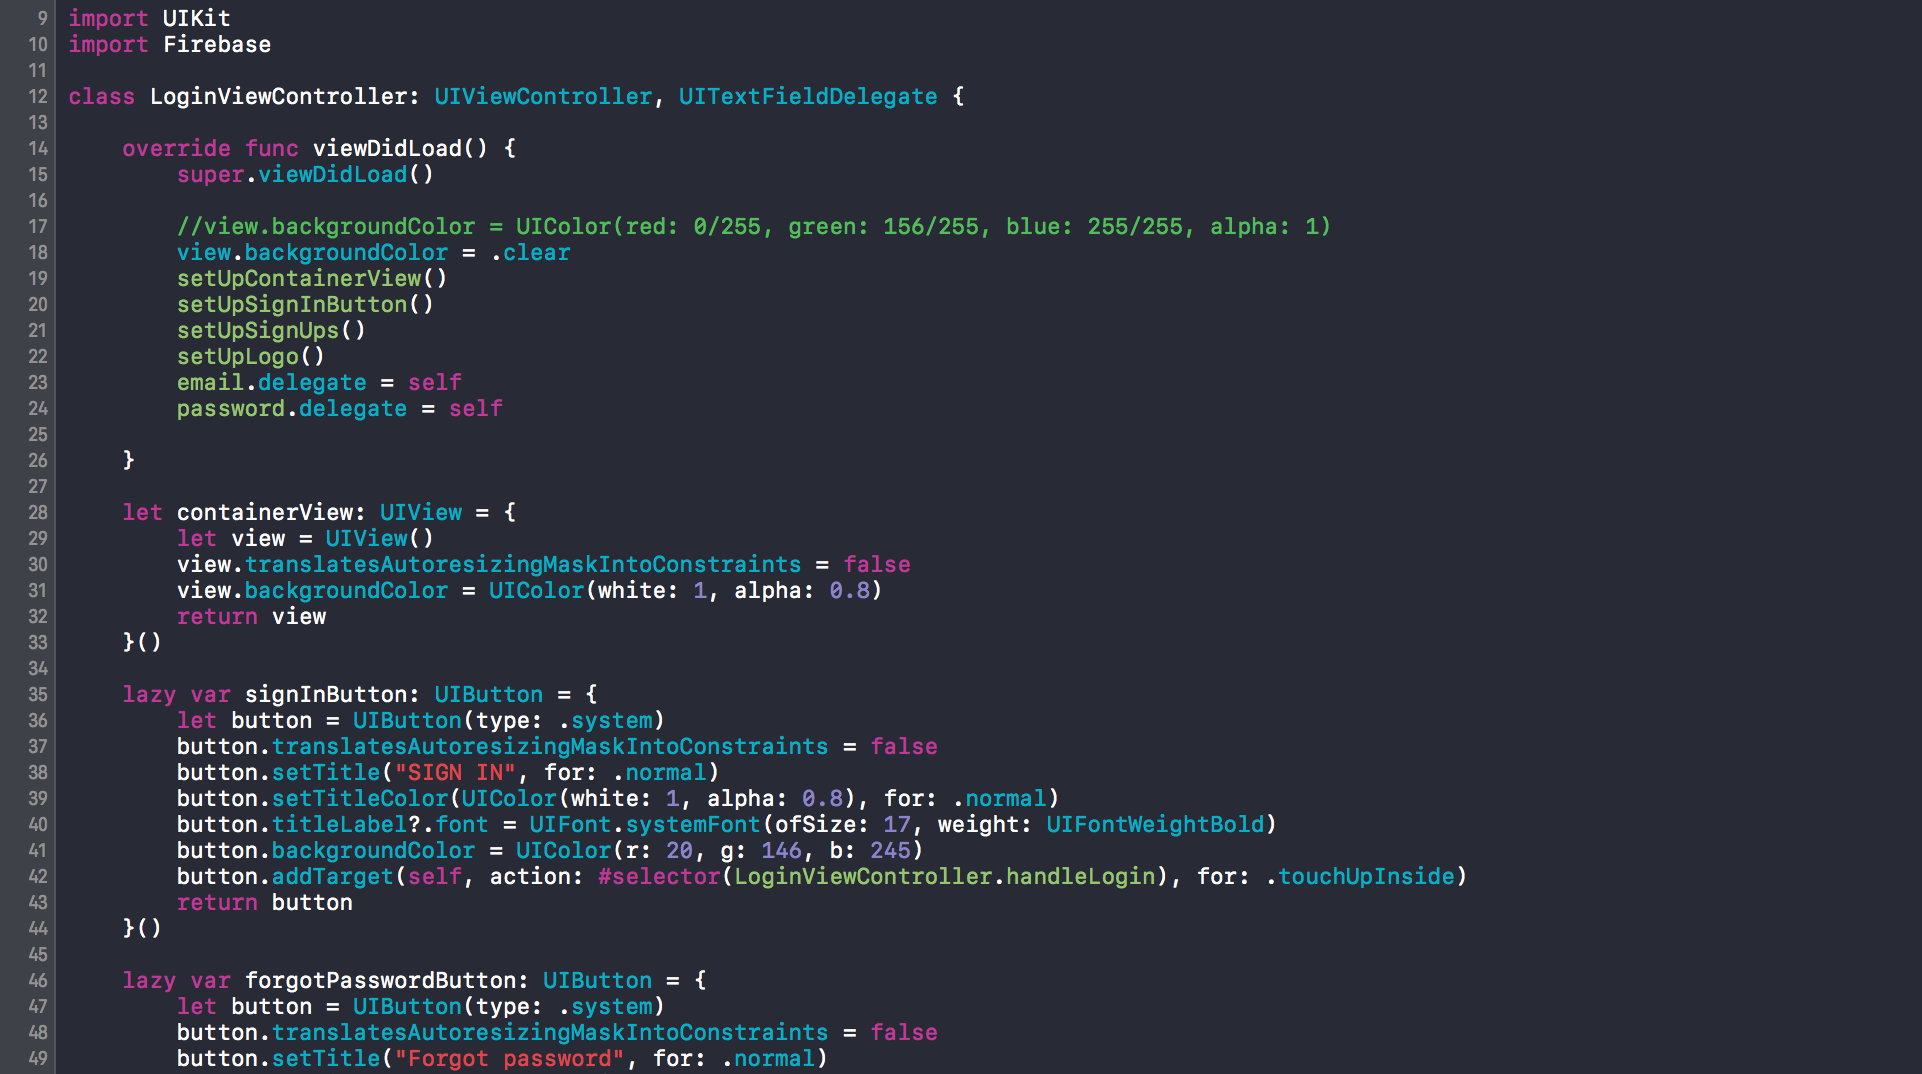 9 import UIKit
10 import Firebase
11
12 class LoginViewController: UIViewController, UITextFieldDelegate {
13
14     override func viewDidLoad() {
15         super.viewDidLoad()
16
17         //view.backgroundColor = UIColor(red: 0/255, green: 156/255, blue: 255/255, alpha: 1)
18         view.backgroundColor = .clear
19         setUpContainerView()
20         setUpSignInButton()
21         setUpSignUps()
22         setUpLogo()
23         email.delegate = self
24         password.delegate = self
25
26     }
27
28     let containerView: UIView = {
29         let view = UIView()
30         view.translatesAutoresizingMaskIntoConstraints = false
31         view.backgroundColor = UIColor(white: 1, alpha: 0.8)
32         return view
33     }()
34
35     lazy var signInButton: UIButton = {
36         let button = UIButton(type: .system)
37         button.translatesAutoresizingMaskIntoConstraints = false
38         button.setTitle("SIGN IN", for: .normal)
39         button.setTitleColor(UIColor(white: 1, alpha: 0.8), for: .normal)
40         button.titleLabel?.font = UIFont.systemFont(ofSize: 17, weight: UIFontWeightBold)
41         button.backgroundColor = UIColor(r: 20, g: 146, b: 245)
42         button.addTarget(self, action: #selector(LoginViewController.handleLogin), for: .touchUpInside)
43         return button
44     }()
45
46     lazy var forgotPasswordButton: UIButton = {
47         let button = UIButton(type: .system)
48         button.translatesAutoresizingMaskIntoConstraints = false
49         button.setTitle("Forgot password", for: .normal)